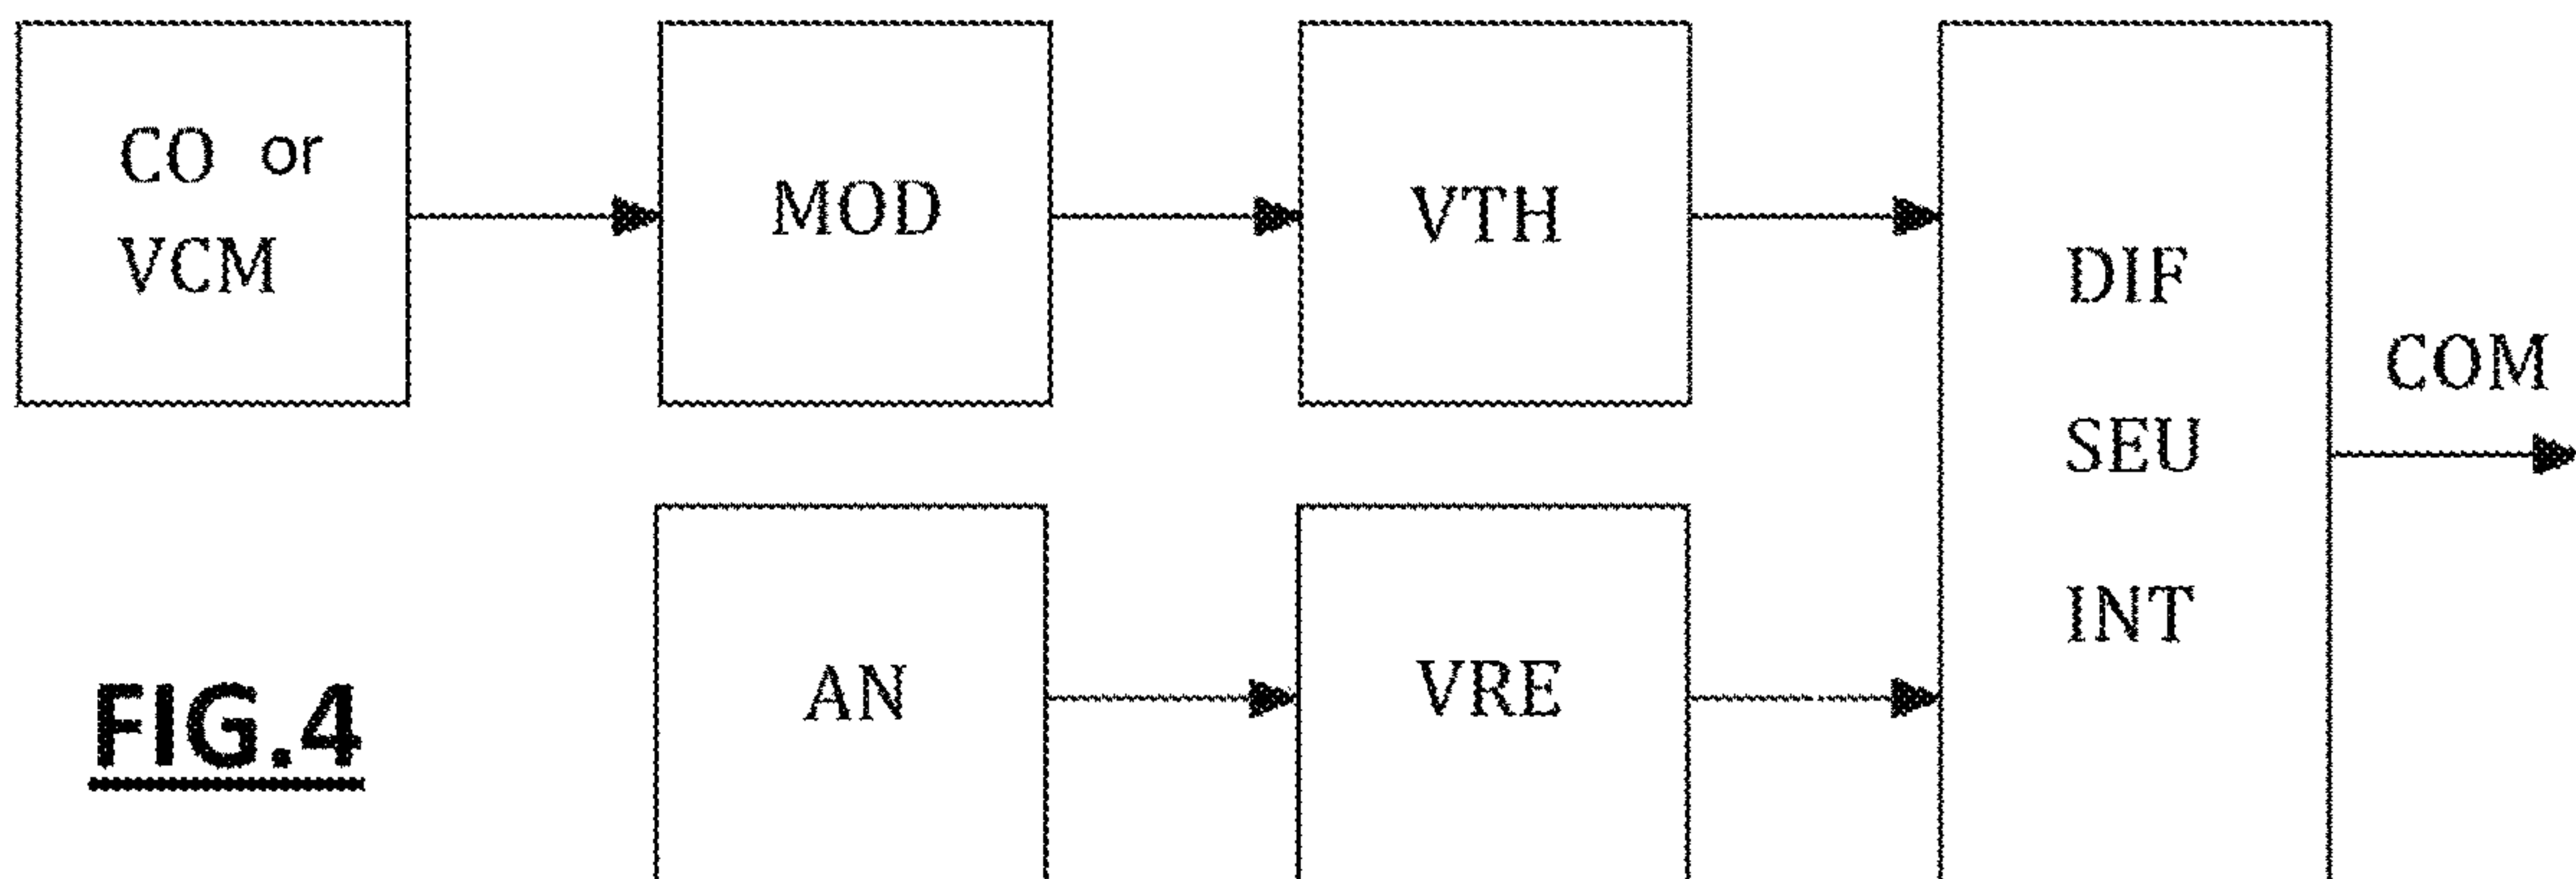 CO or
VCM
MOD
VTH
DIF
SEU
INT
COM
AN
VRE
FIG.4